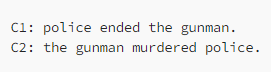 C1: police ended the gunman.
C2: the gunman murdered police.